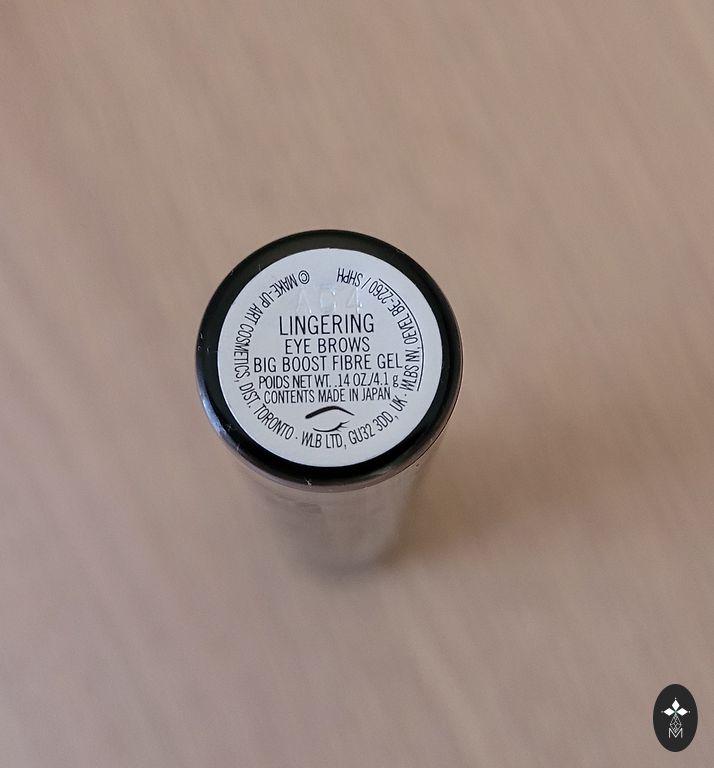 LINGERING
EYE BROWS
BIG BOOST FIBRE GEL
POIDS NET WT. .14 OZ./4.1 g
CONTENTS MADE IN JAPAN
© MAKE-UP ART COSMETICS, DIST. TORONTO · WLB LTD, GU32 3DD, UK · WLBS NV, OEVEL BE-2260 / SHPH
A64
M